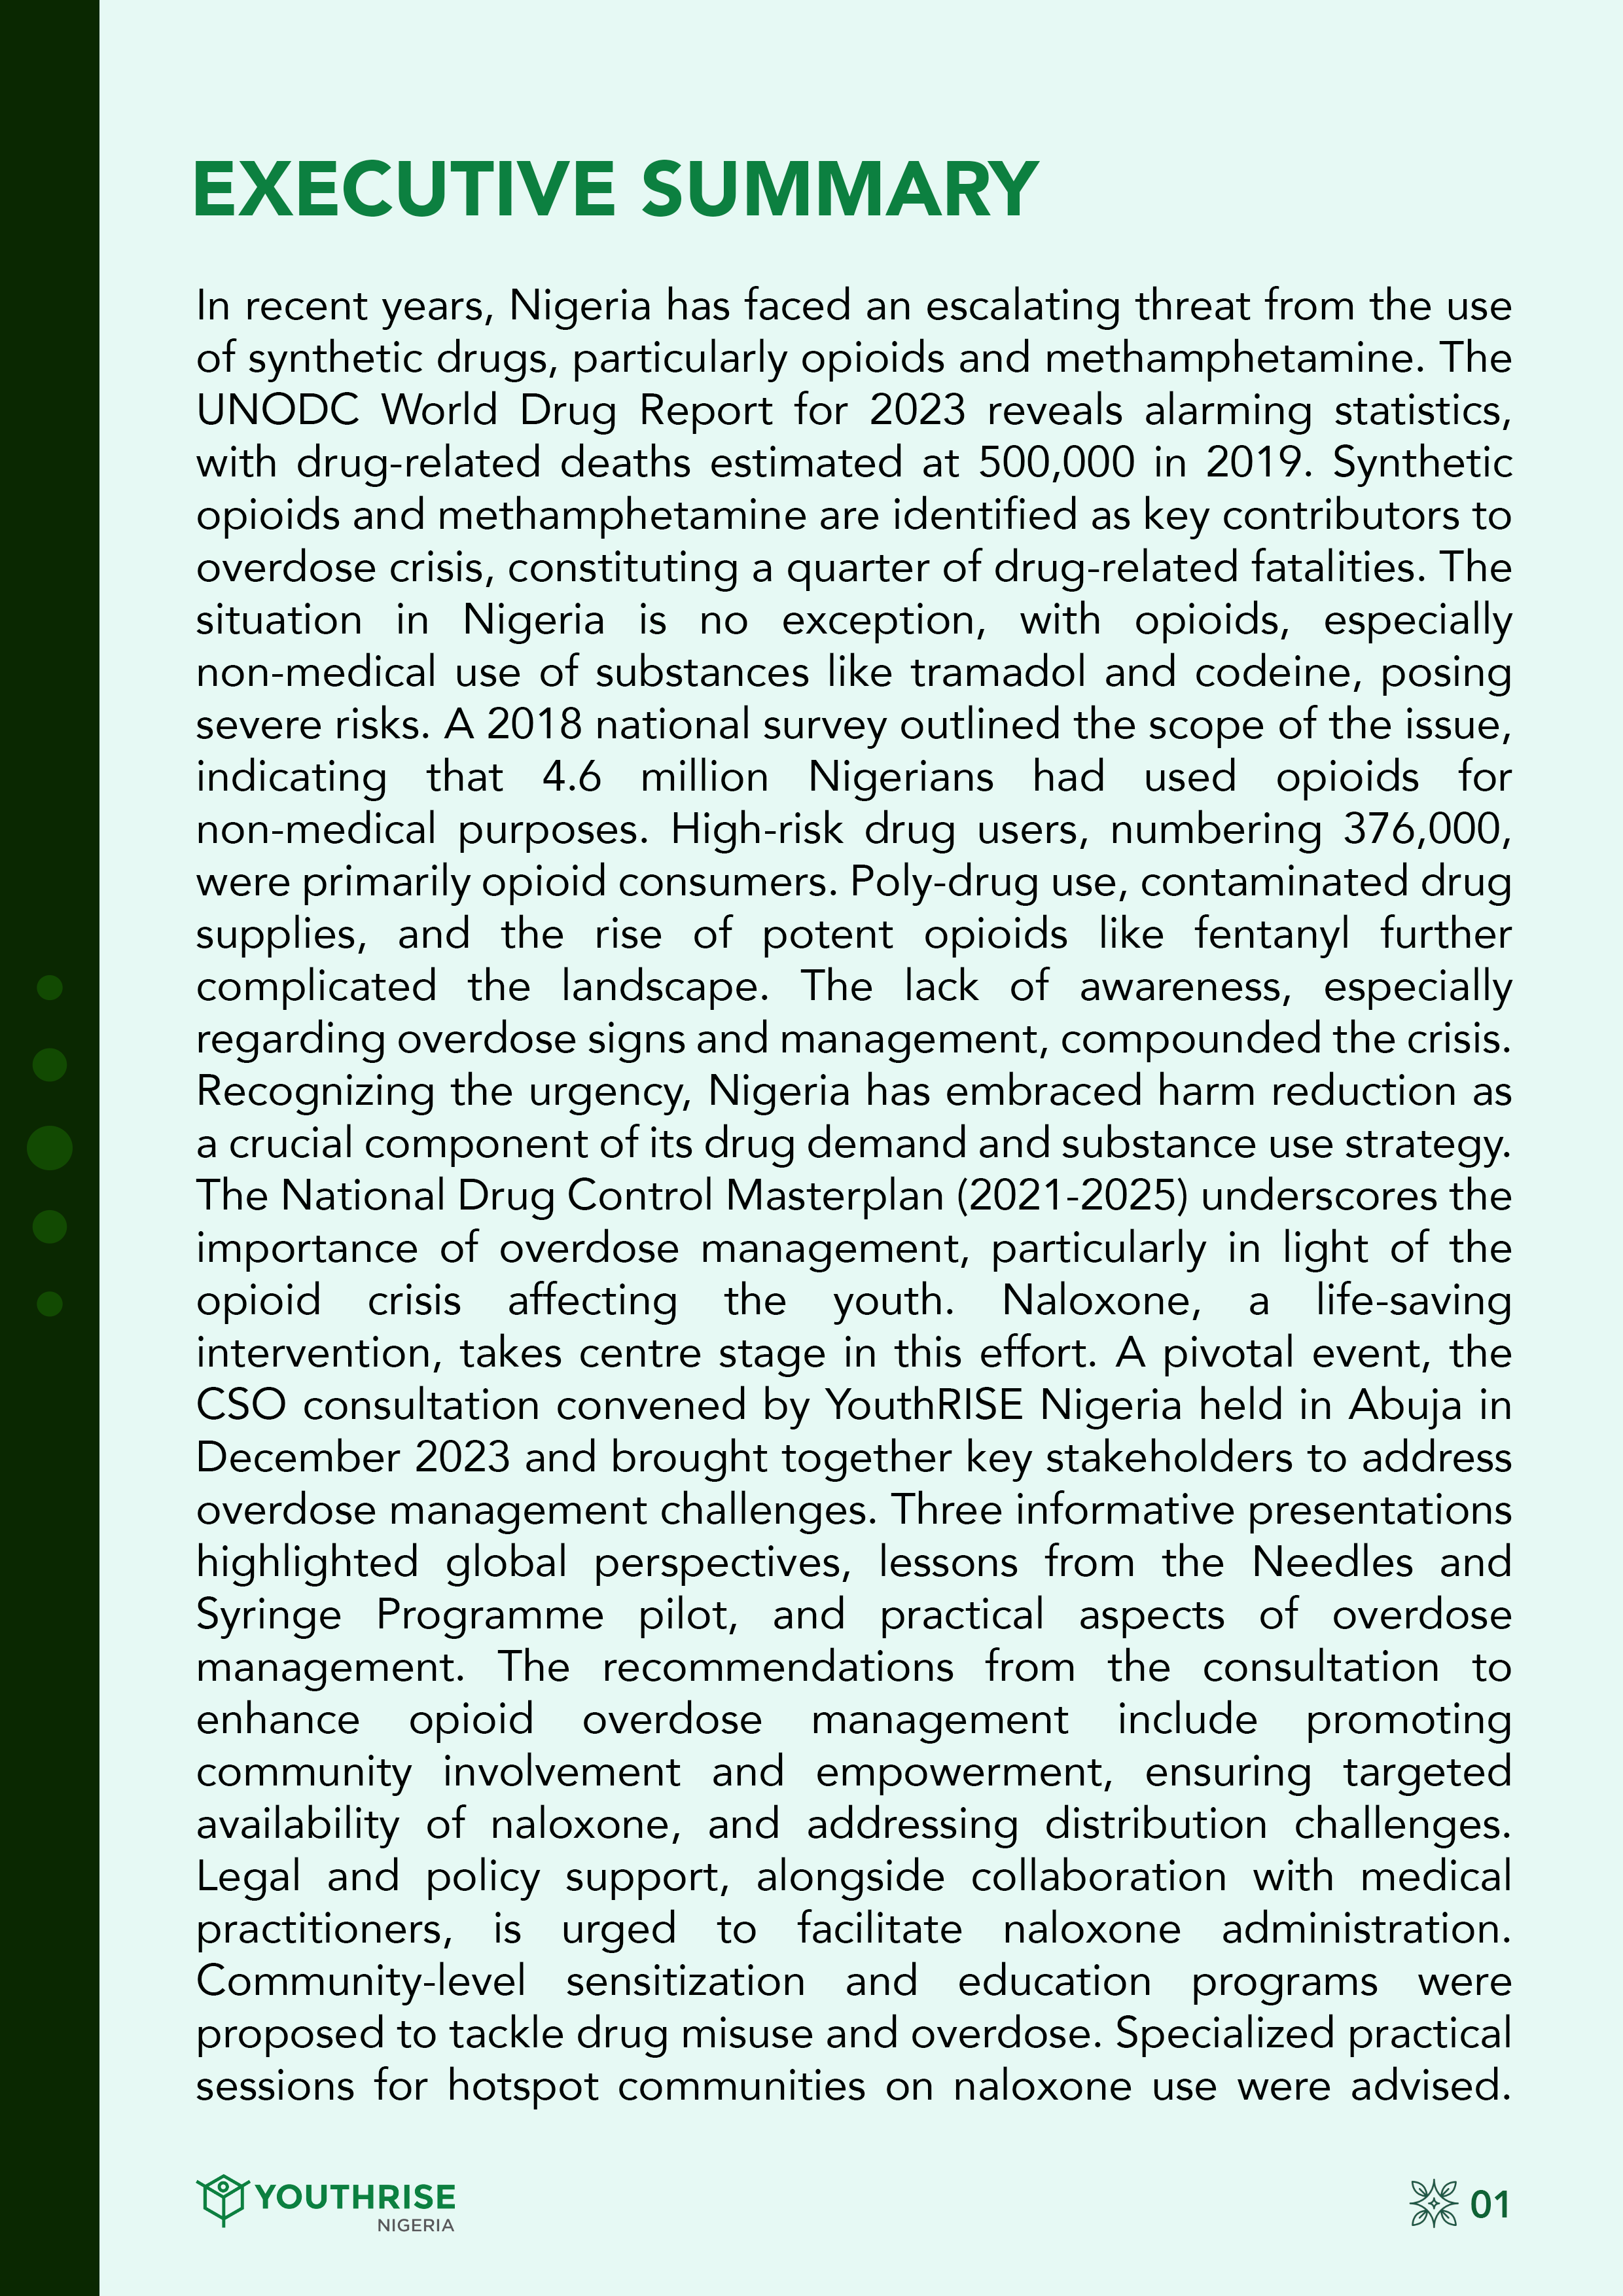 EXECUTIVE SUMMARY
In recent years, Nigeria has faced an escalating threat from the use
of synthetic drugs, particularly opioids and methamphetamine. The
UNODC World Drug Report for 2023 reveals alarming statistics,
with drug-related deaths estimated at 500,000 in 2019. Synthetic
opioids and methamphetamine are identified as key contributors to
overdose crisis, constituting a quarter of drug-related fatalities. The
situation in Nigeria is no exception, with opioids, especially
non-medical use of substances like tramadol and codeine, posing
severe risks. A 2018 national survey outlined the scope of the issue,
indicating that 4.6 million Nigerians had used opioids for
non-medical purposes. High-risk drug users, numbering 376,000,
were primarily opioid consumers. Poly-drug use, contaminated drug
supplies, and the rise of potent opioids like fentanyl further
complicated the landscape. The lack of awareness, especially
regarding overdose signs and management, compounded the crisis.
Recognizing the urgency, Nigeria has embraced harm reduction as
a crucial component of its drug demand and substance use strategy.
The National Drug Control Masterplan (2021-2025) underscores the
importance of overdose management, particularly in light of the
opioid crisis affecting the youth. Naloxone, a life-saving
intervention, takes centre stage in this effort. A pivotal event, the
CSO consultation convened by YouthRISE Nigeria held in Abuja in
December 2023 and brought together key stakeholders to address
overdose management challenges. Three informative presentations
highlighted global perspectives, lessons from the Needles and
Syringe Programme pilot, and practical aspects of overdose
management. The recommendations from the consultation to
enhance opioid overdose management include promoting
community involvement and empowerment, ensuring targeted
availability of naloxone, and addressing distribution challenges.
Legal and policy support, alongside collaboration with medical
practitioners, is urged to facilitate naloxone administration.
Community-level sensitization and education programs were
proposed to tackle drug misuse and overdose. Specialized practical
sessions for hotspot communities on naloxone use were advised.
YOUTHRISE
NIGERIA
01